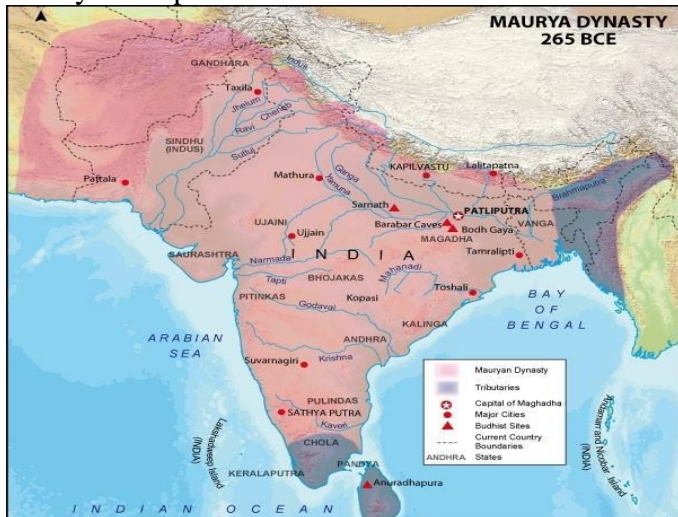 MAURYA DYNASTY
265 BCE
GANDHARA
Taxila
Indus
Jhelum
Chenab
Ravi
SINDHU
(INDUS)
Sutluj
Paftala
Mathura
Ganga
Yamuna
KAPILVASTU
Lalitapatna
Brahmaputra
Sarnath
PATLIPUTRA
Barabar Caves
Bodh Gaya
VANGA
MAGADHA
UJAINI
Ujjain
INDIA
Tamralipti
SAURASHTRA
Narmada
BHOJAKAS
Mahanadi
Tapti
PITINKAS
Kopasi
Toshali
Godavai
KALINGA
BAY
OF
BENGAL
ARABIAN
SEA
ANDHRA
Suvarnagiri
Krishna
PULINDAS
SATHYA PUTRA
Kaveri
CHOLA
KERALAPUTRA
PANDYA
Anuradhapura
Lakshadweep Island
(INDIA)
Andaman and Nicobar Island
(INDIA)
INDIAN OCEAN
Mauryan Dynasty
Tributaries
Capital of Maghadha
Major Cities
Budhist Sites
Current Country
Boundaries
ANDHRA States